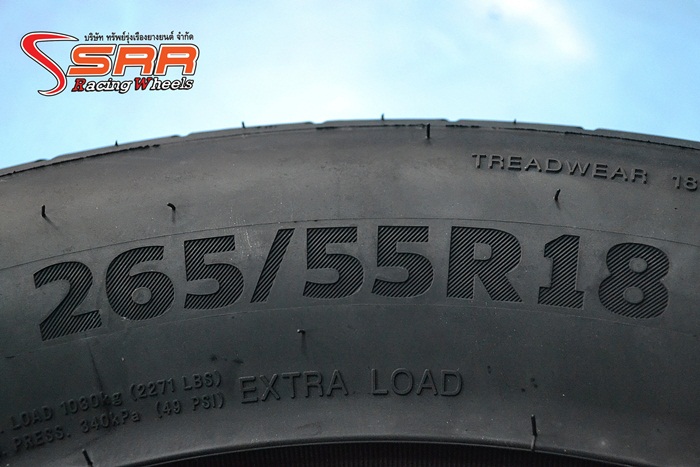 บริษัท ทรัพย์รุ่งเรืองยางยนต์ จำกัด
SRR
Racing Wheels
TREADWEAR 18
265/55R18
LOAD 1030kg (2271 LBS)
PRESS. 340kPa (49 PSI)
EXTRA LOAD